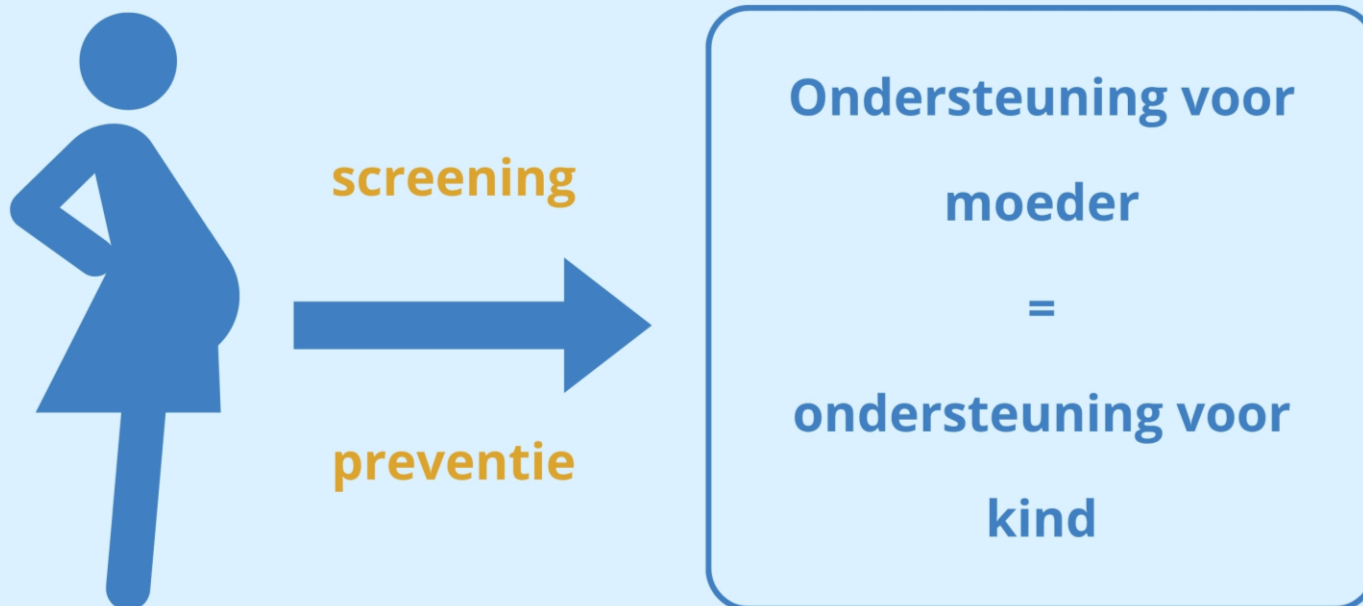 screening
preventie
Ondersteuning voor
moeder
=
ondersteuning voor
kind